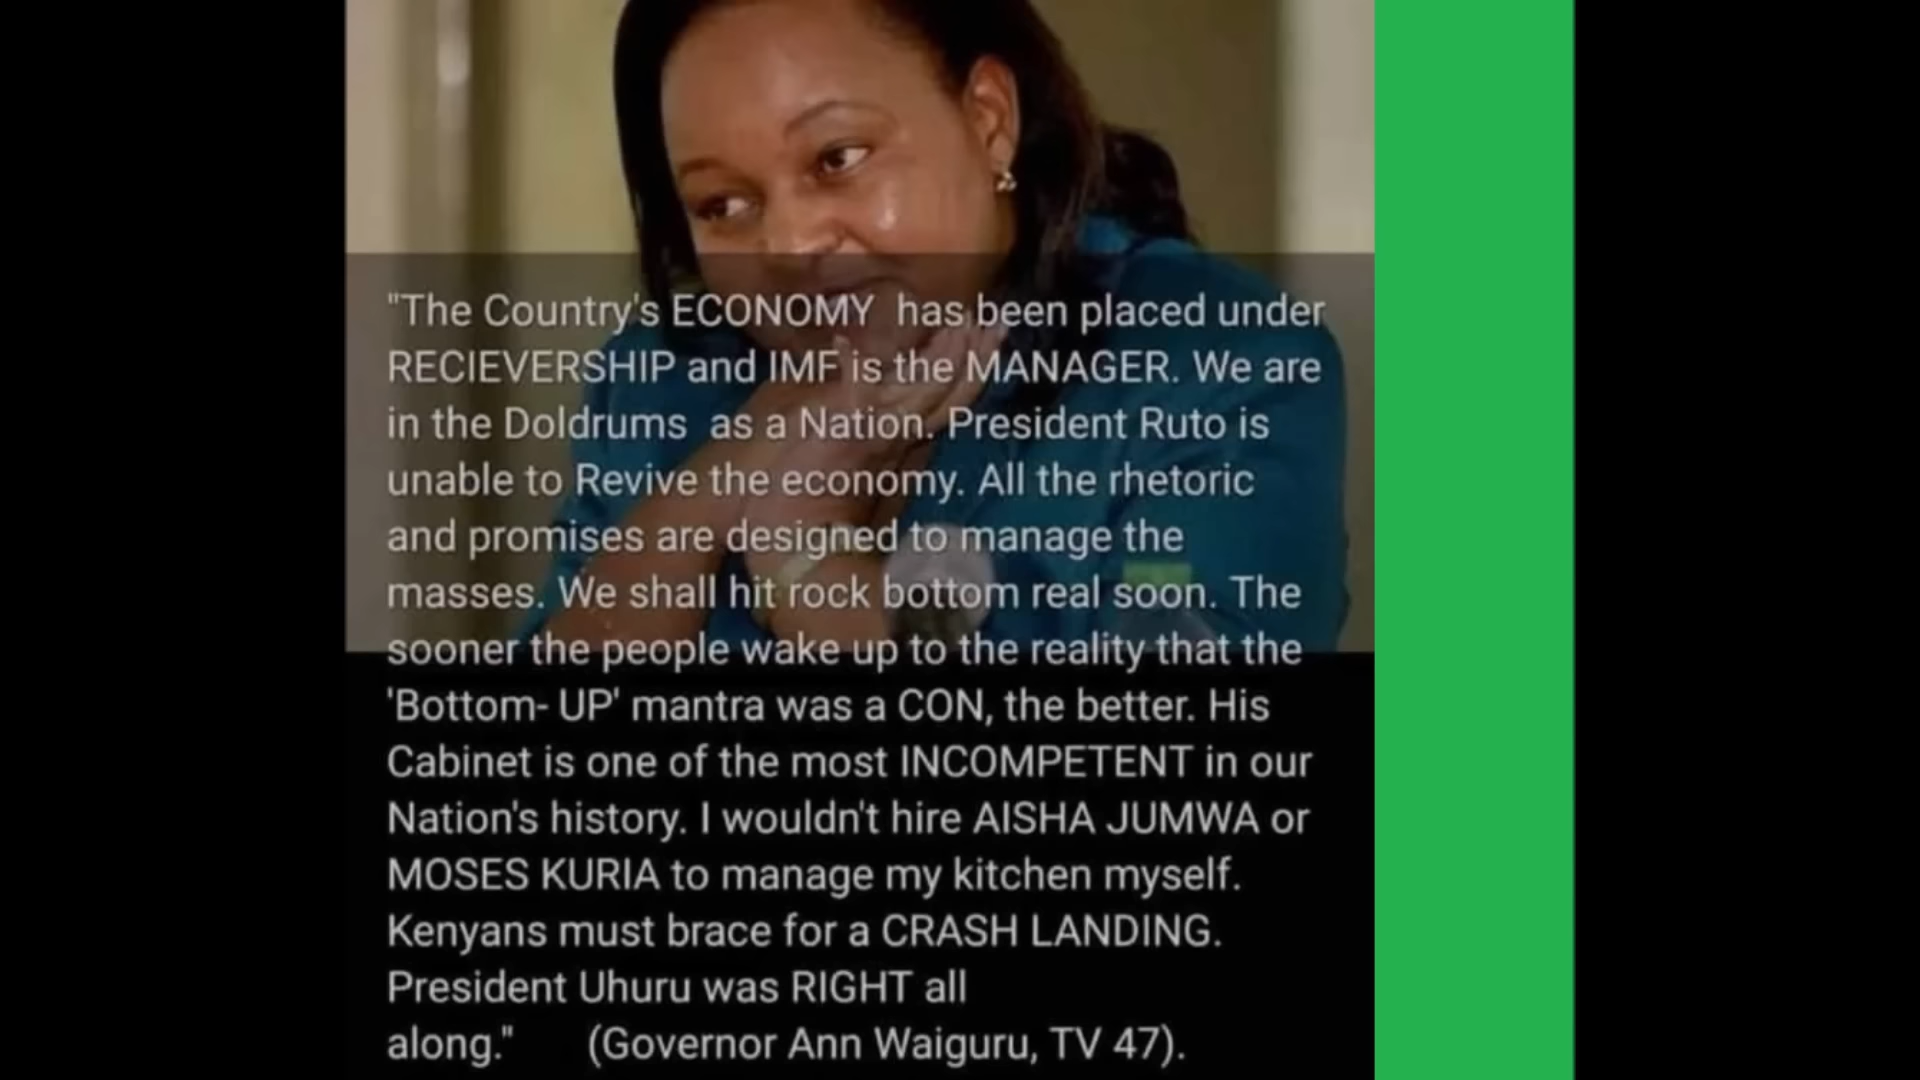 "The Country's ECONOMY has been placed under
RECIEVERSHIP and IMF is the MANAGER. We are
in the Doldrums as a Nation. President Ruto is
unable to Revive the economy. All the rhetoric
and promises are designed to manage the
masses. We shall hit rock bottom real soon. The
sooner the people wake up to the reality that the
'Bottom- UP' mantra was a CON, the better. His
Cabinet is one of the most INCOMPETENT in our
Nation's history. I wouldn't hire AISHA JUMWA or
MOSES KURIA to manage my kitchen myself.
Kenyans must brace for a CRASH LANDING.
President Uhuru was RIGHT all
along." (Governor Ann Waiguru, TV 47).